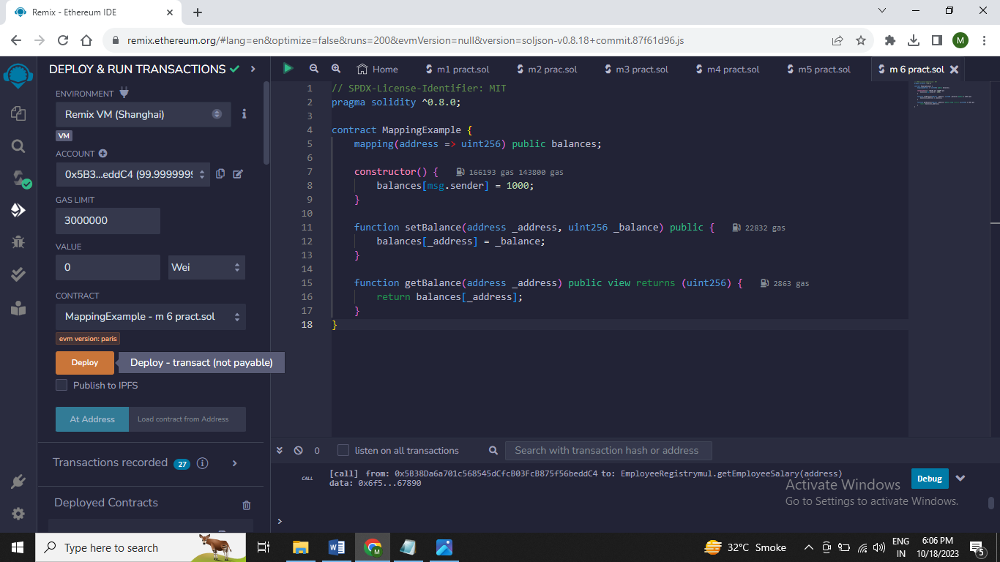 Remix - Ethereum IDE
remix.ethereum.org/#lang=en&optimize=false&runs=200&evmVersion=null&version=soljson-v0.8.18+commit.87f61d96.js
M
DEPLOY & RUN TRANSACTIONS
ENVIRONMENT
Remix VM (Shanghai)
VM
ACCOUNT
0x5B3...eddC4 (99.9999999
GAS LIMIT
3000000
VALUE
0
Wei
CONTRACT
MappingExample - m 6 pract.sol
evm version: paris
Deploy
Deploy - transact (not payable)
Publish to IPFS
At Address
Load contract from Address
Transactions recorded 27
Deployed Contracts
Home
m1 pract.sol
m2 prac.sol
m3 pract.sol
m4 pract.sol
m5 pract.sol
m 6 pract.sol
1 // SPDX-License-Identifier: MIT
2 pragma solidity ^0.8.0;
3
4 contract MappingExample {
5 mapping(address => uint256) public balances;
6
7 constructor() { 166193 gas 143800 gas
8 balances[msg.sender] = 1000;
9 }
10
11 function setBalance(address _address, uint256 _balance) public { 22832 gas
12 balances[_address] = _balance;
13 }
14
15 function getBalance(address _address) public view returns (uint256) { 2863 gas
16 return balances[_address];
17 }
18 }
0
listen on all transactions
Search with transaction hash or address
CALL
[call] from: 0x5B38Da6a701c568545dCfcB03FcB875f56beddC4 to: EmployeeRegistrymul.getEmployeeSalary(address)
data: 0x6f5...67890
Debug
>
Activate Windows
Go to Settings to activate Windows.
Type here to search
32°C Smoke
ENG
IN
6:06 PM
10/18/2023
5